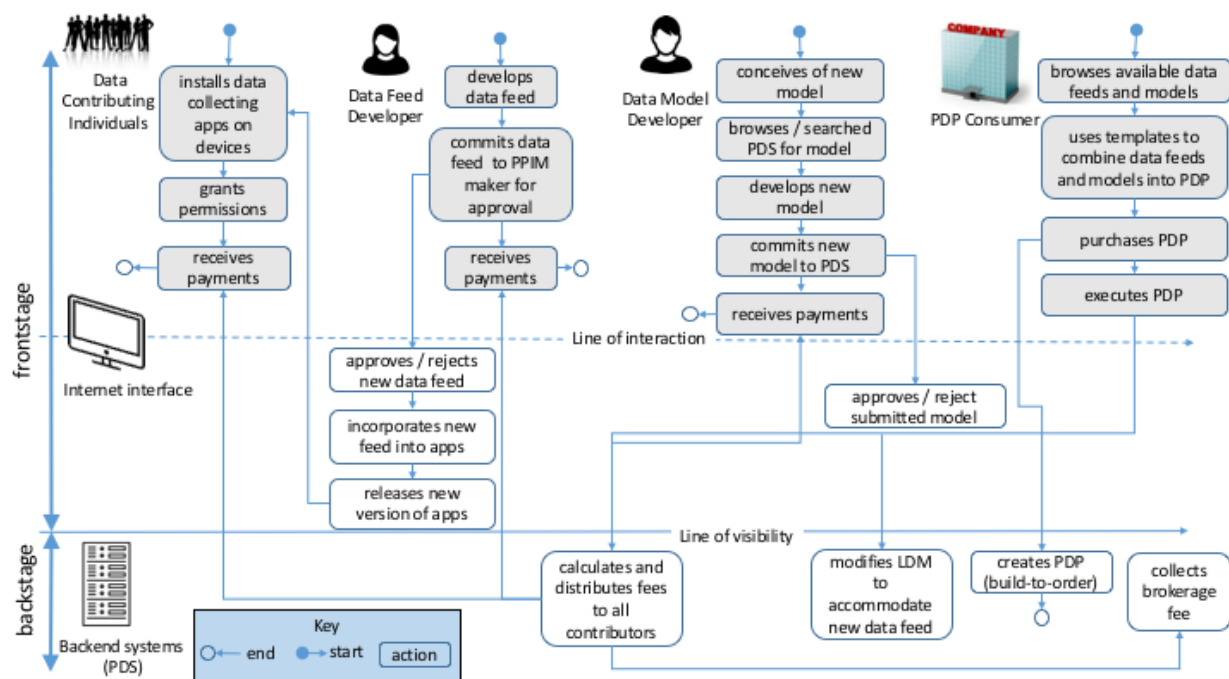 Data
Contributing
Individuals
installs data
collecting
apps on
devices
grants
permissions
receives
payments
Data Feed
Developer
develops
data feed
commits data
feed to PPIM
maker for
approval
receives
payments
Data Model
Developer
conceives of new
model
browses / searched
PDS for model
develops new
model
commits new
model to PDS
receives payments
COMPANY
PDP Consumer
browses available data
feeds and models
uses templates to
combine data feeds
and models into PDP
purchases PDP
executes PDP
frontstage
Internet interface
Line of interaction
approves / rejects
new data feed
incorporates new
feed into apps
releases new
version of apps
approves / reject
submitted model
Line of visibility
backstage
Backend systems
(PDS)
calculates and
distributes fees
to all
contributors
modifies LDM
to
accommodate
new data feed
creates PDP
(build-to-order)
collects
brokerage
fee
Key
end
start
action